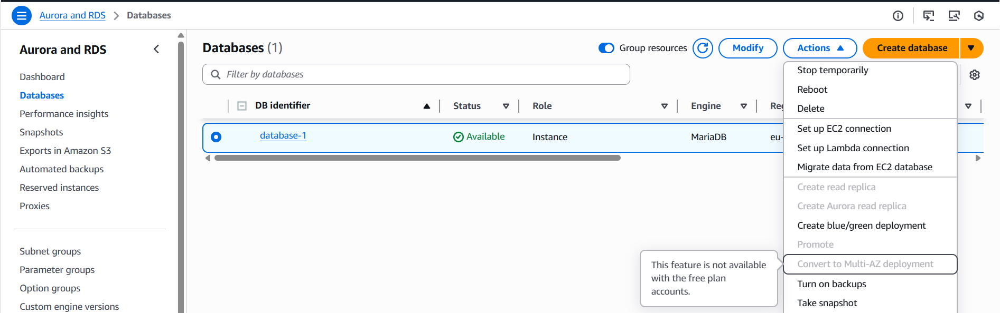 Aurora and RDS > Databases
Aurora and RDS
Dashboard
Databases
Performance insights
Snapshots
Exports in Amazon S3
Automated backups
Reserved instances
Proxies
Subnet groups
Parameter groups
Option groups
Custom engine versions
Databases (1)
Group resources
Modify
Actions
Create database
Filter by databases
DB identifier
Status
Role
Engine
database-1
Available
Instance
MariaDB
eu-
Stop temporarily
Reboot
Delete
Set up EC2 connection
Set up Lambda connection
Migrate data from EC2 database
Create read replica
Create Aurora read replica
Create blue/green deployment
Promote
Convert to Multi-AZ deployment
Turn on backups
Take snapshot
This feature is not available
with the free plan
accounts.